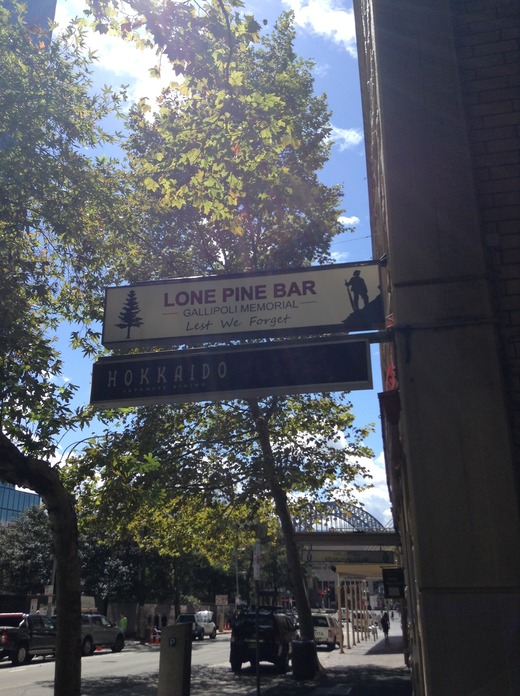 LONE PINE BAR
GALLIPOLI MEMORIAL
Lest We Forget
HOKKAIDO
P